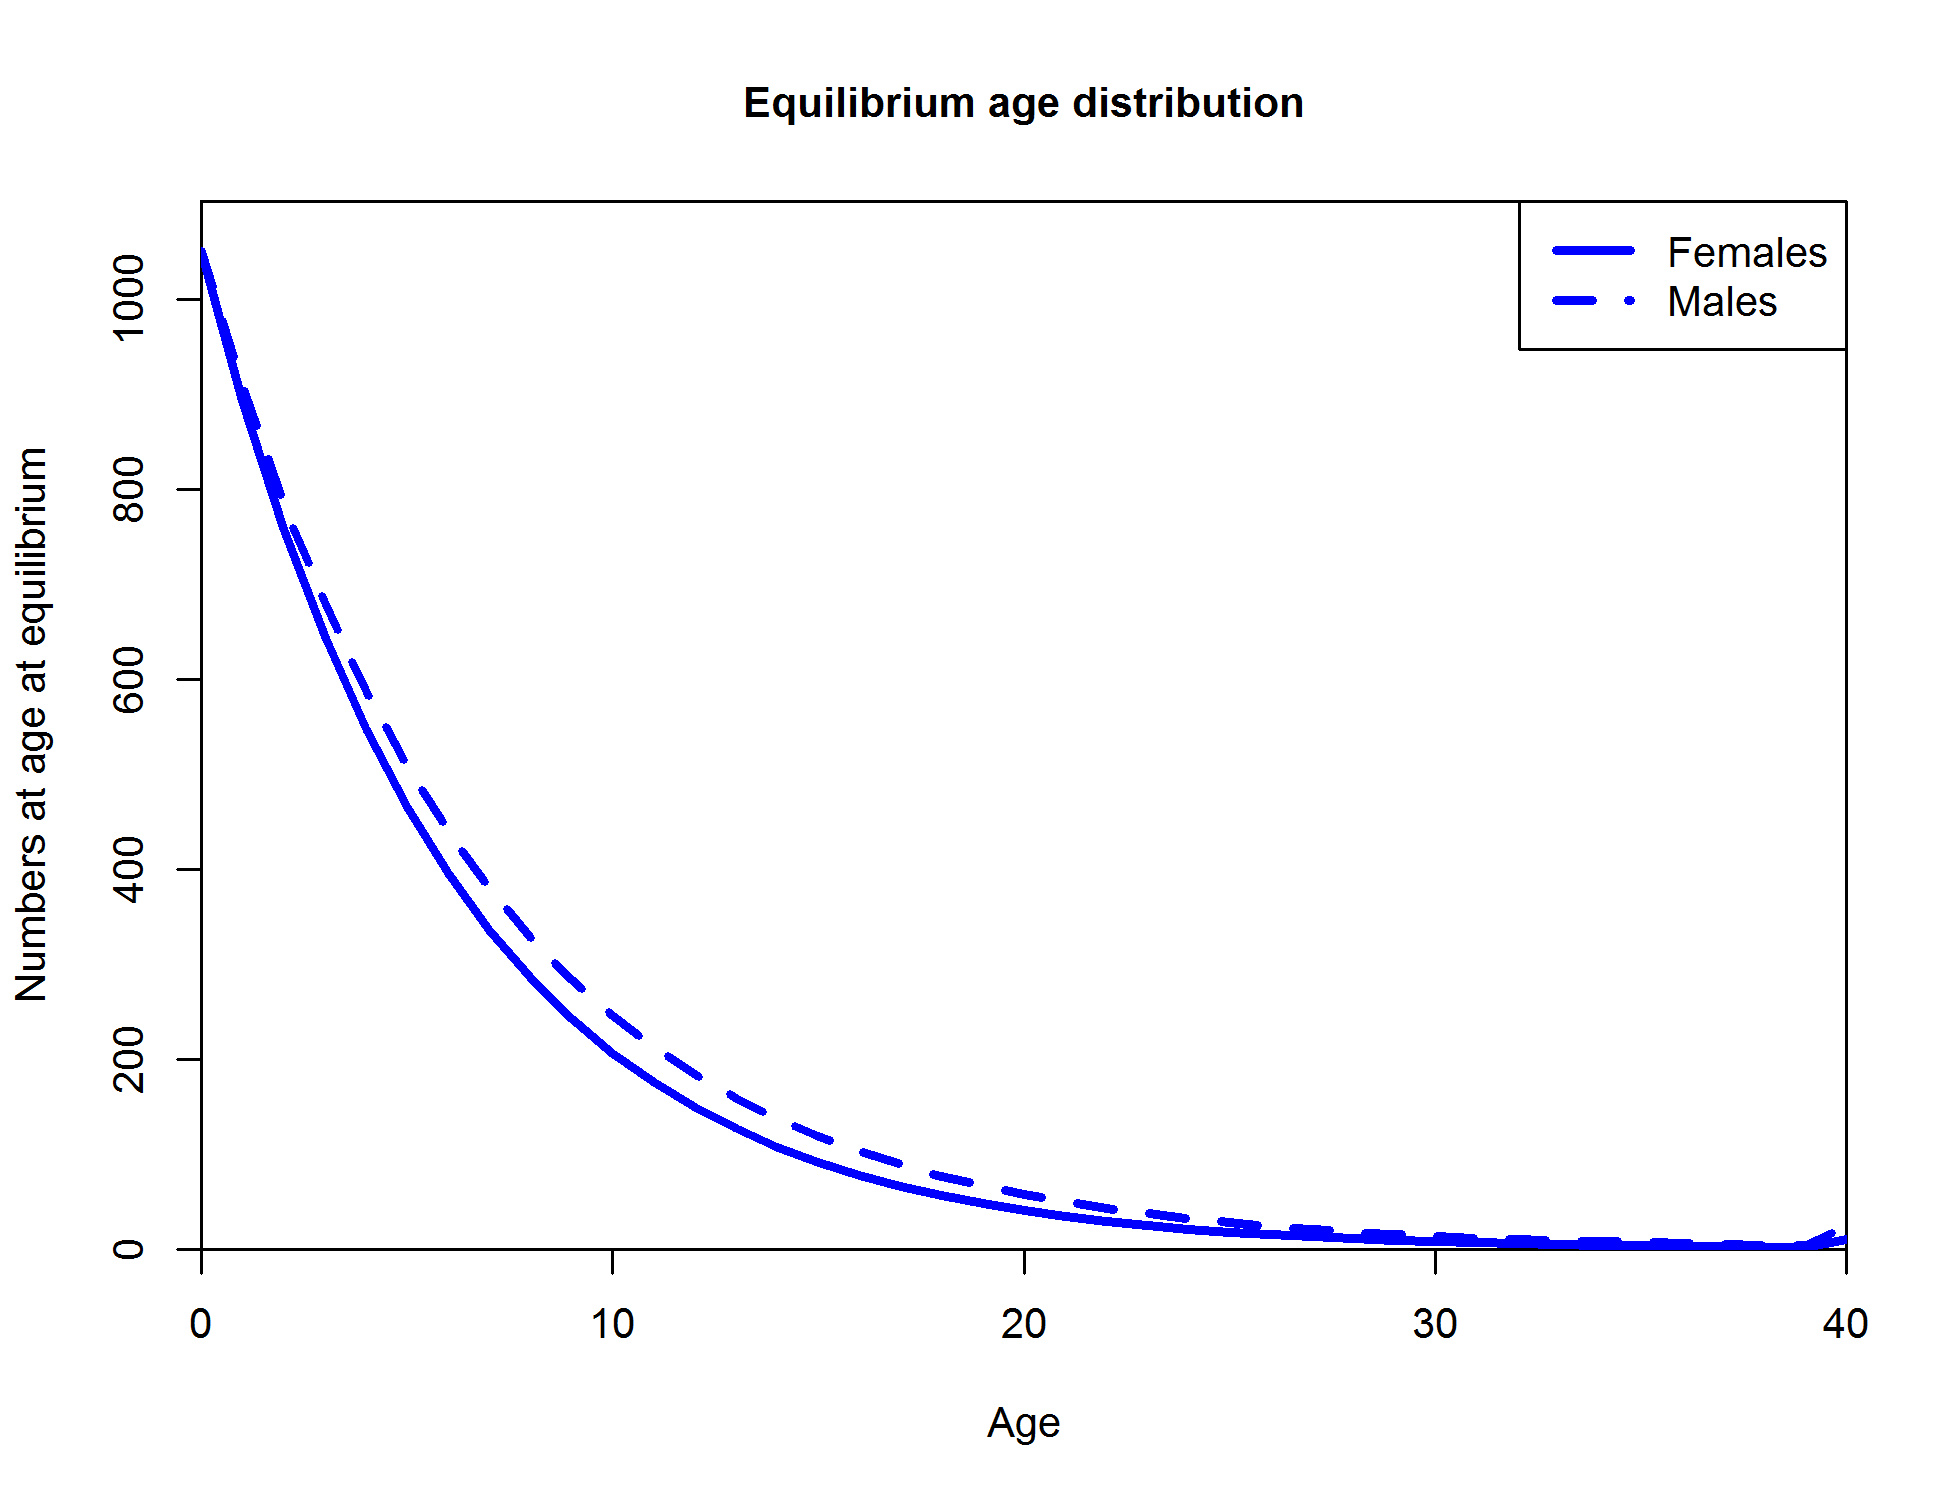 Equilibrium age distribution
Females
Males
Numbers at age at equilibrium
1000
800
600
400
200
0
0 10 20 30 40
Age